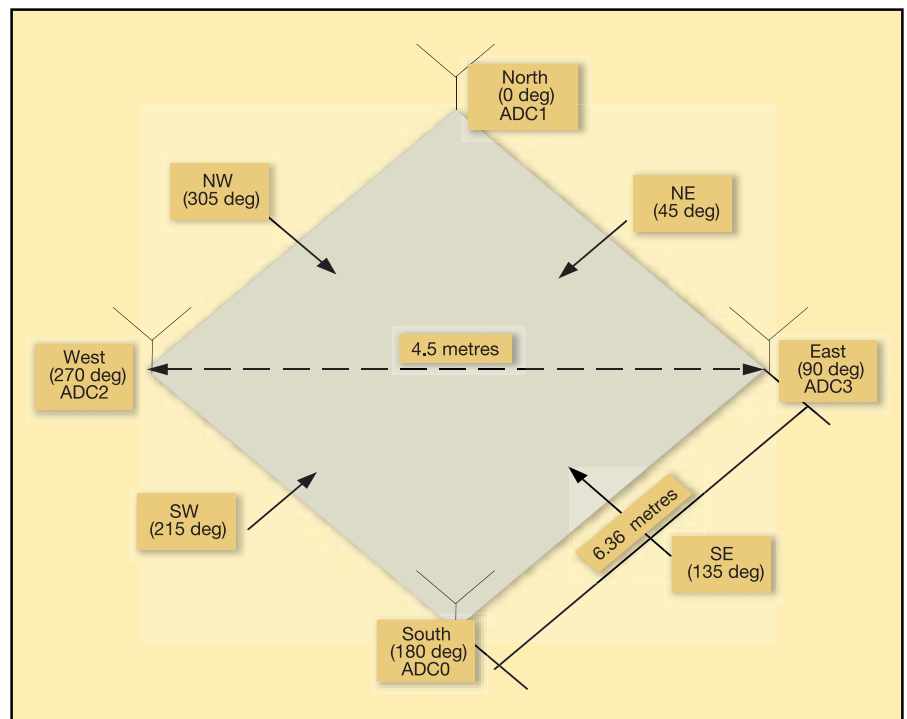 North
(0 deg)
ADC1
NW
(305 deg)
NE
(45 deg)
4.5 metres
West
(270 deg)
ADC2
East
(90 deg)
ADC3
SW
(215 deg)
6.36 metres
SE
(135 deg)
South
(180 deg)
ADC0